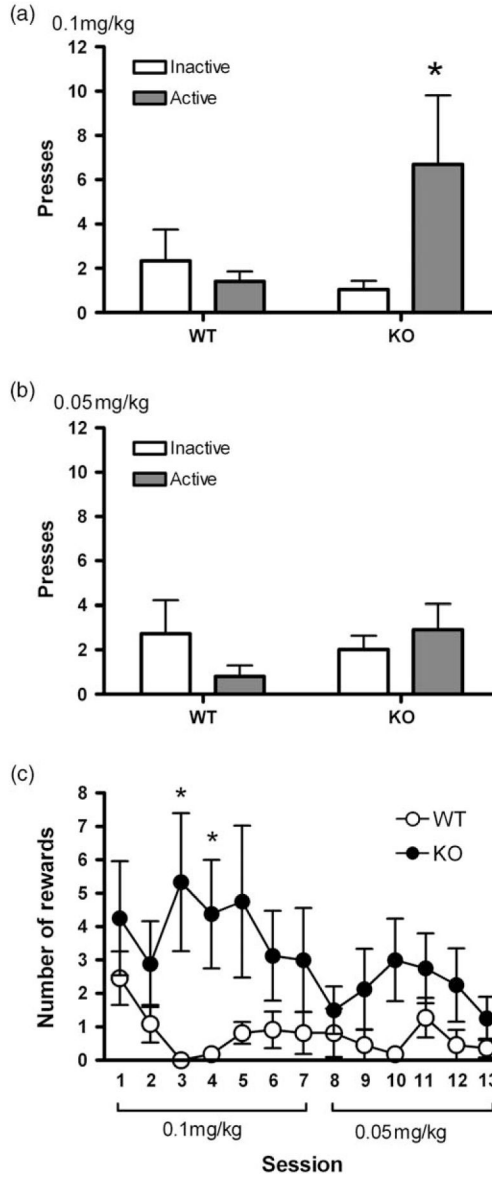 (a) 0.1mg/kg
12
Inactive
10
Active
*
8
Presses
6
4
2
0
WT KO
(b) 0.05mg/kg
12
Inactive
10
Active
8
Presses
6
4
2
0
WT KO
(c)
8
* WT
7
* KO
6
Number of rewards
5
4
3
2
1
0
1 2 3 4 5 6 7 8 9 10 11 12 13
0.1mg/kg 0.05mg/kg
Session